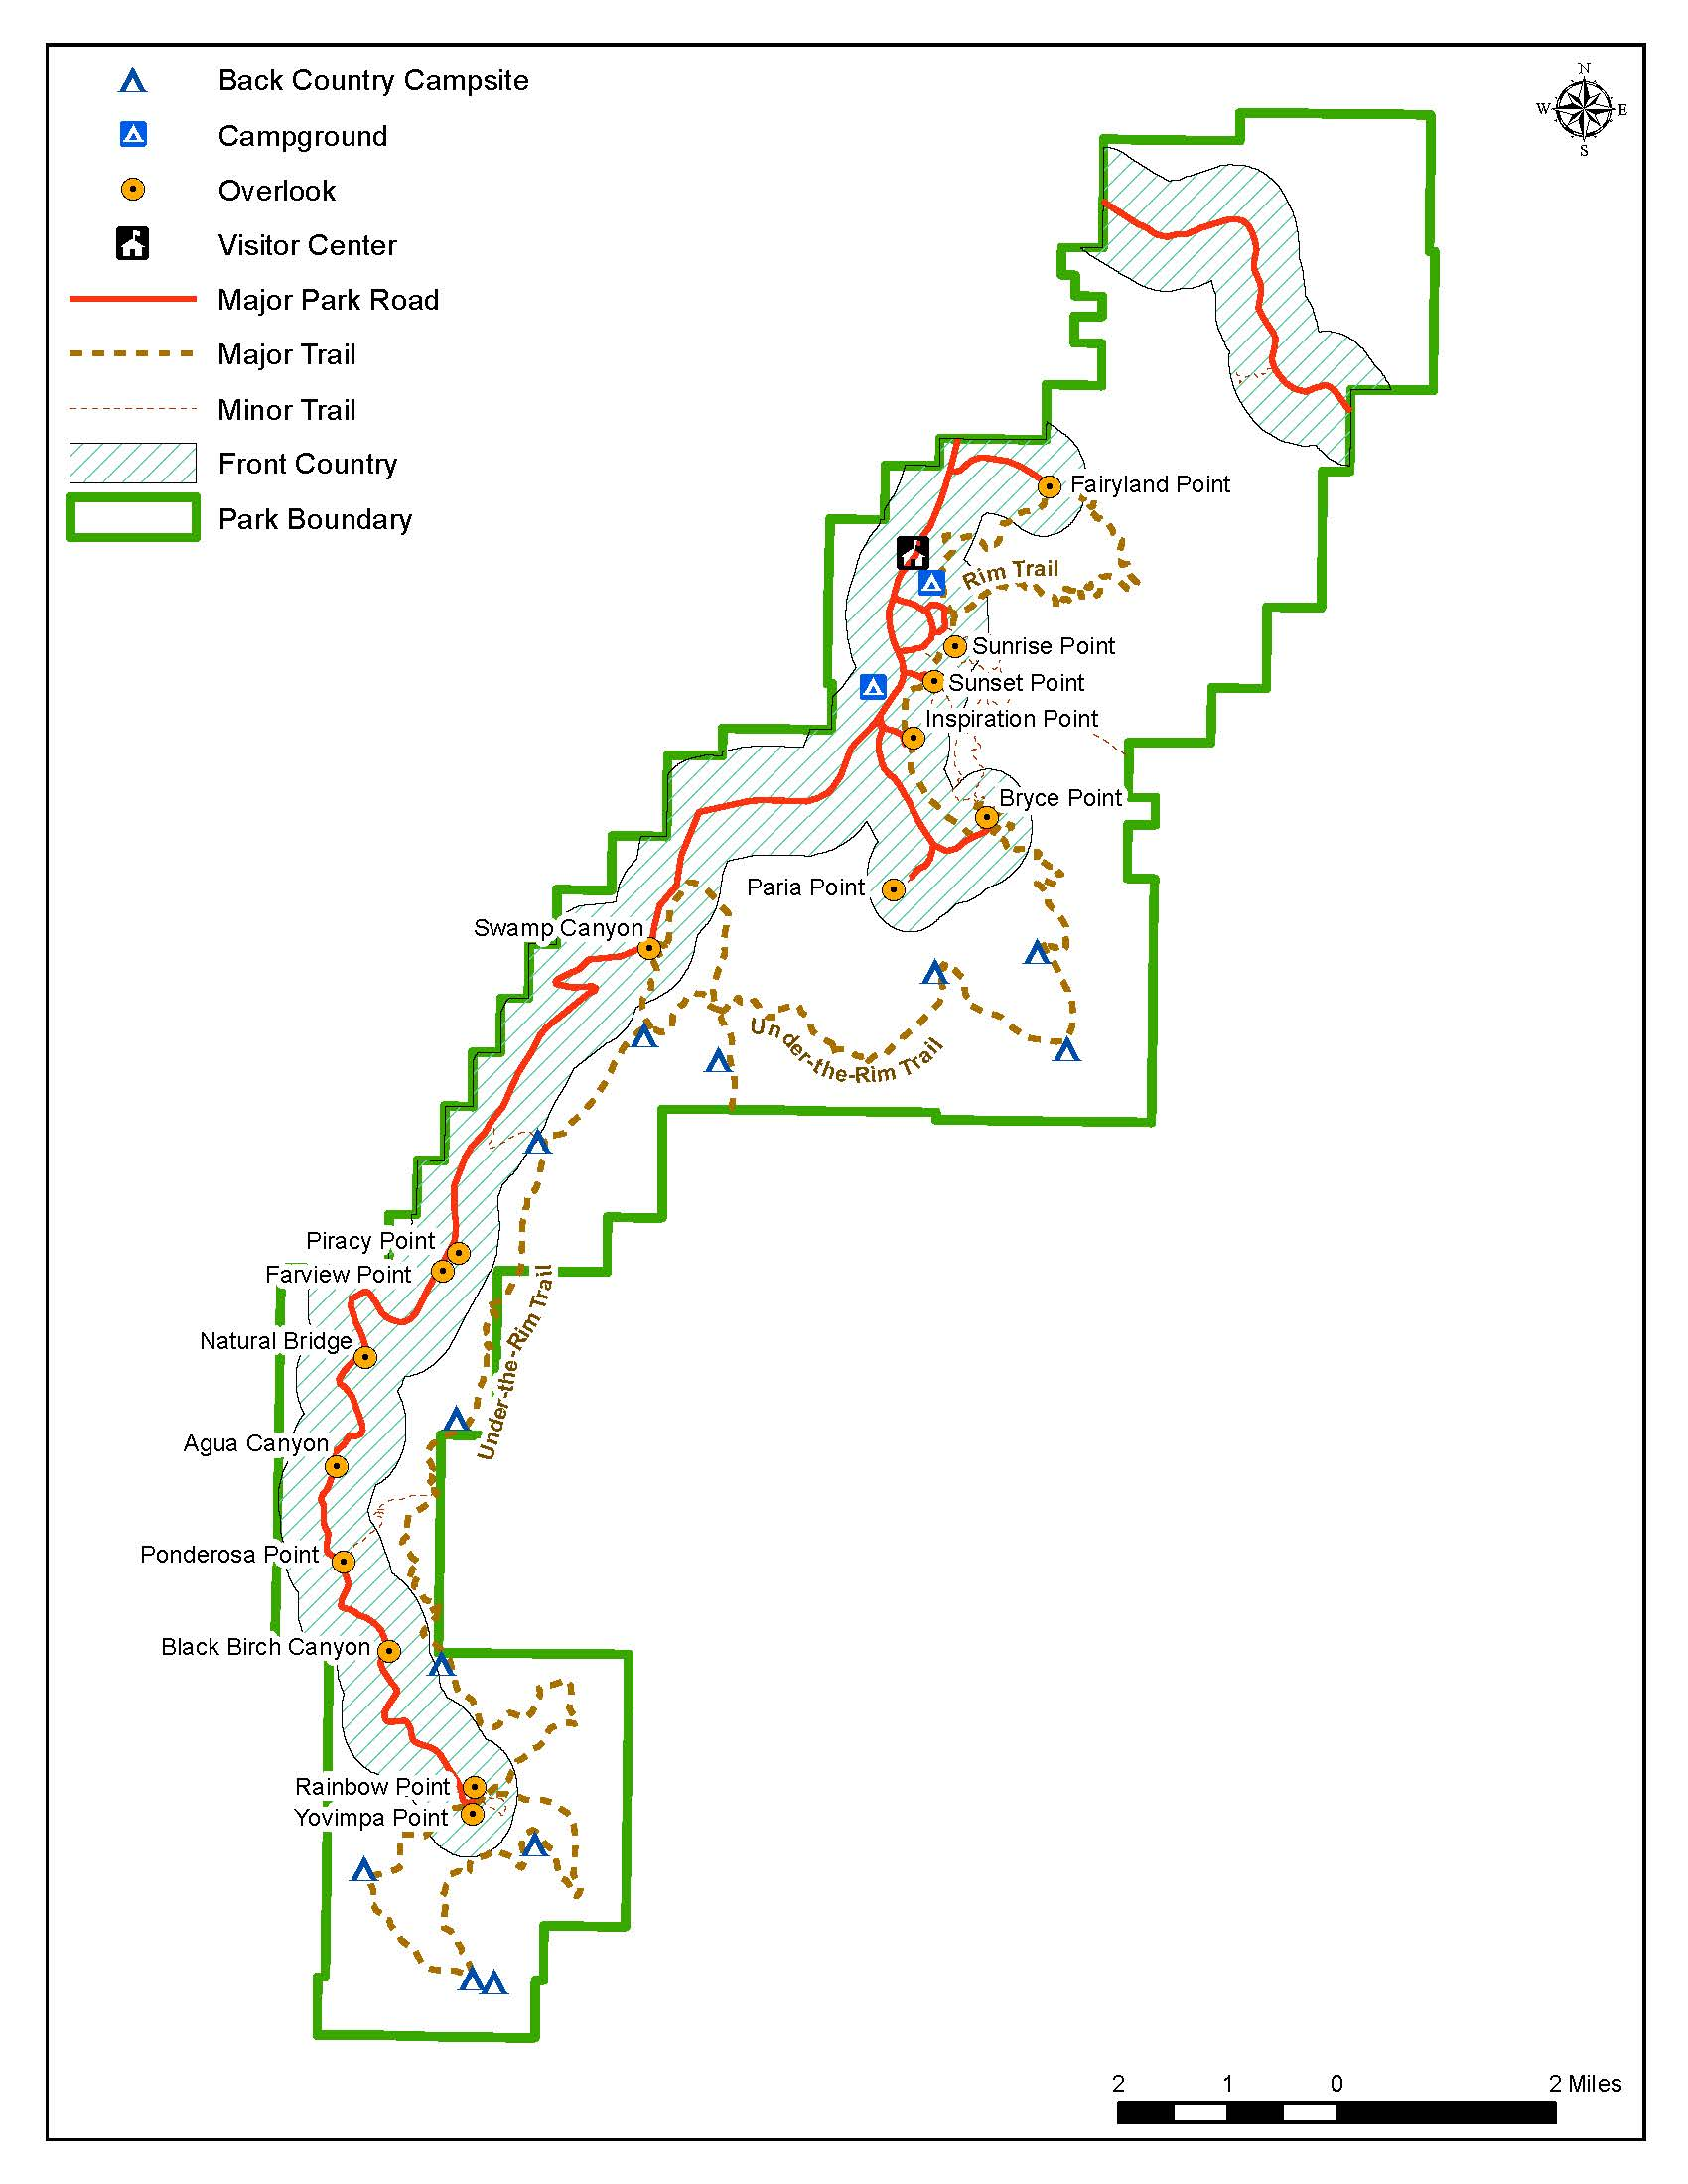 Back Country Campsite
Campground
Overlook
Visitor Center
Major Park Road
Major Trail
Minor Trail
Front Country
Park Boundary
N
W E
S
Fairyland Point
Rim Trail
Sunrise Point
Sunset Point
Inspiration Point
Bryce Point
Paria Point
Swamp Canyon
Under-the-Rim Trail
Piracy Point
Farview Point
Under-the-Rim Trail
Natural Bridge
Agua Canyon
Ponderosa Point
Black Birch Canyon
Rainbow Point
Yovimpa Point
2 1 0 2 Miles